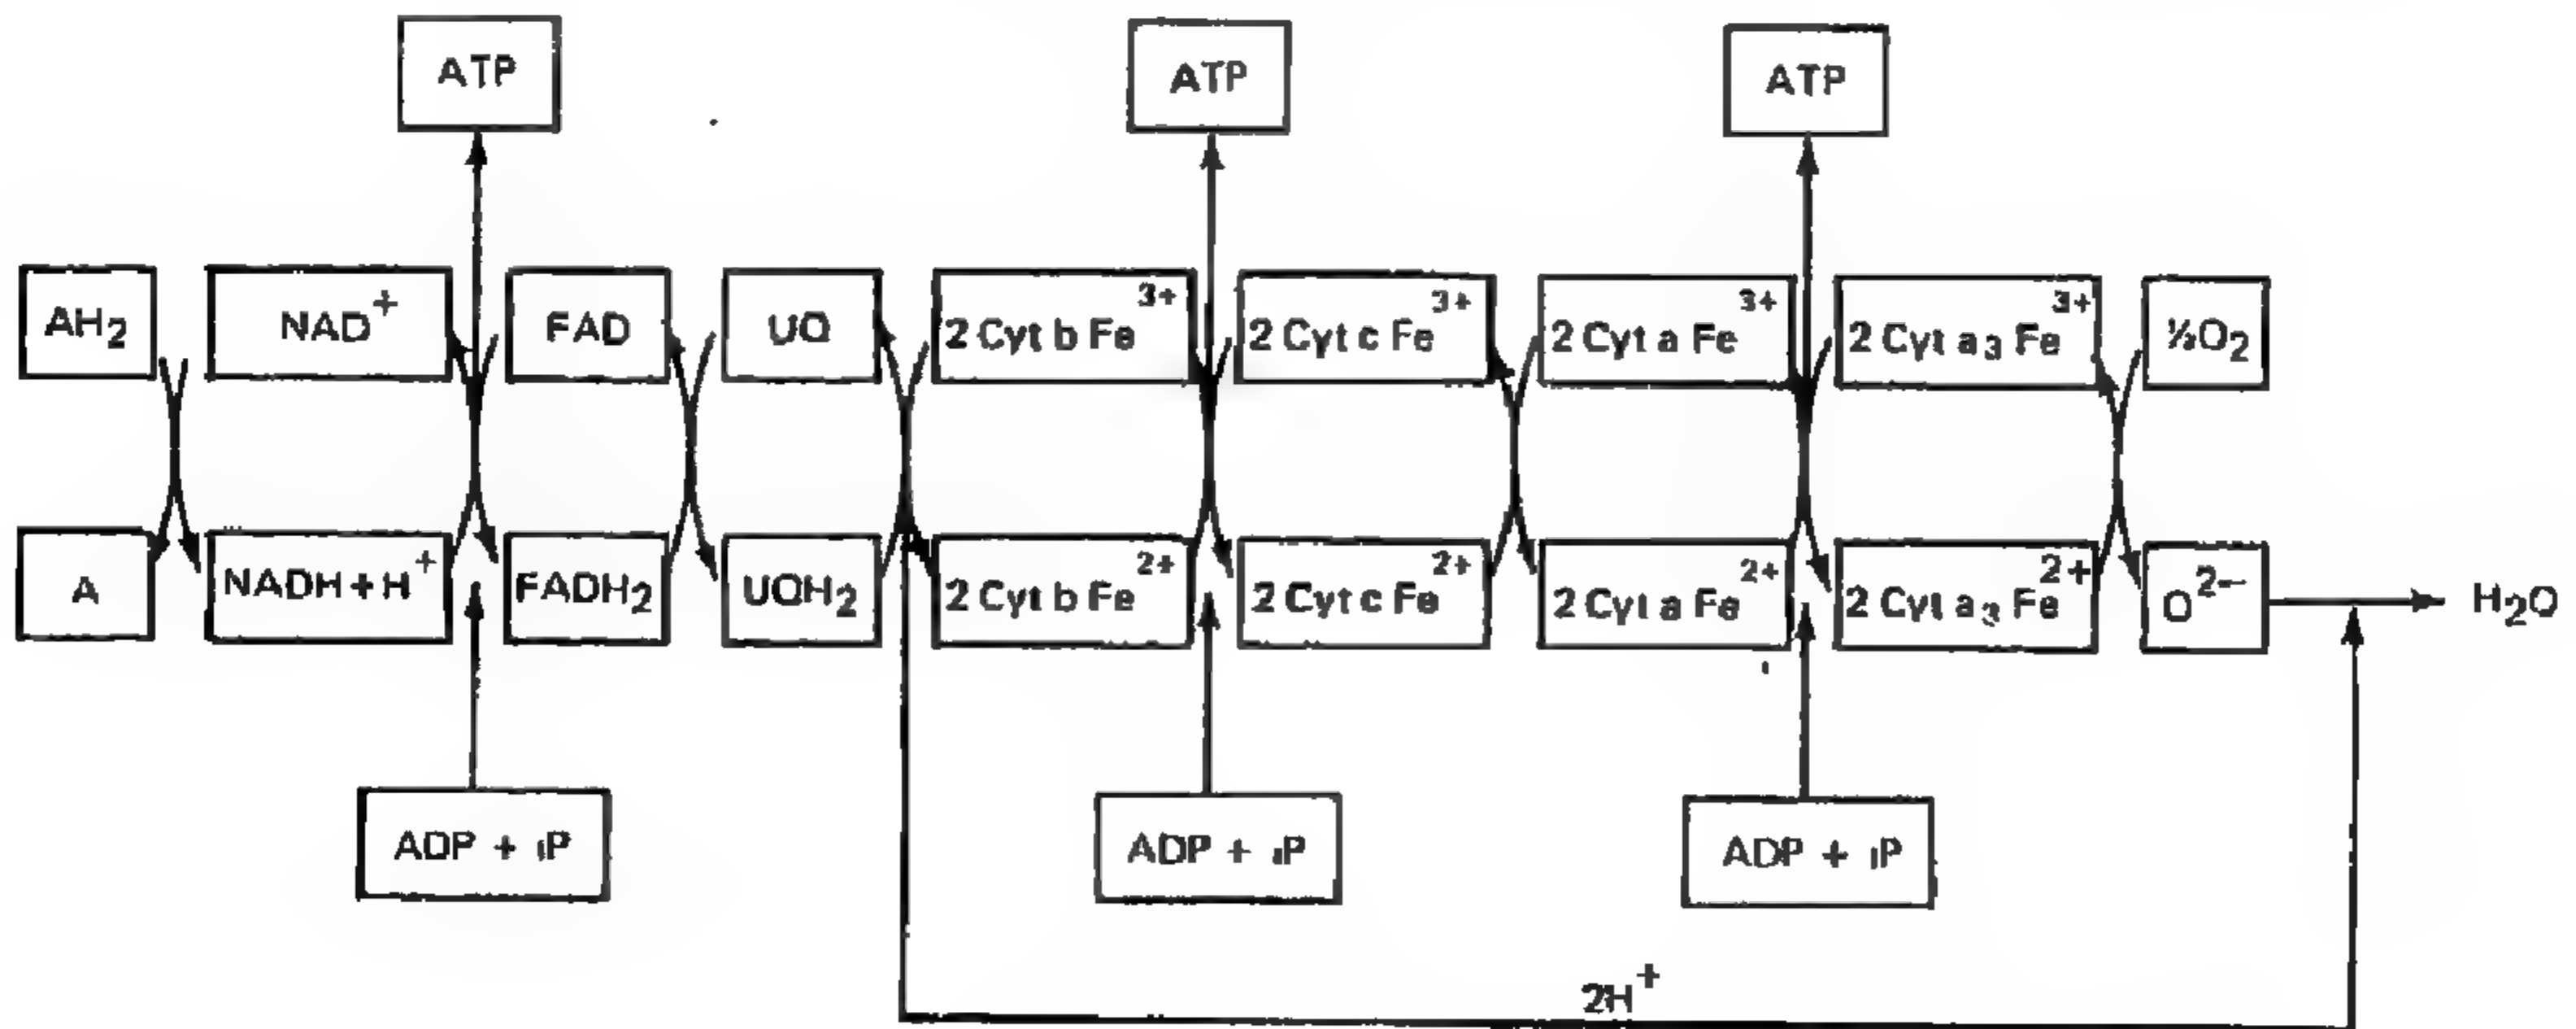 ATP ATP ATP
AH₂ NAD⁺ FAD UQ 2 Cyt b Fe³⁺ 2 Cyt c Fe³⁺ 2 Cyt a Fe³⁺ 2 Cyt a₃ Fe³⁺ ½O₂
A NADH + H⁺ FADH₂ UQH₂ 2 Cyt b Fe²⁺ 2 Cyt c Fe²⁺ 2 Cyt a Fe²⁺ 2 Cyt a₃ Fe²⁺ O²⁻ H₂O
ADP + iP ADP + iP ADP + iP
2H⁺